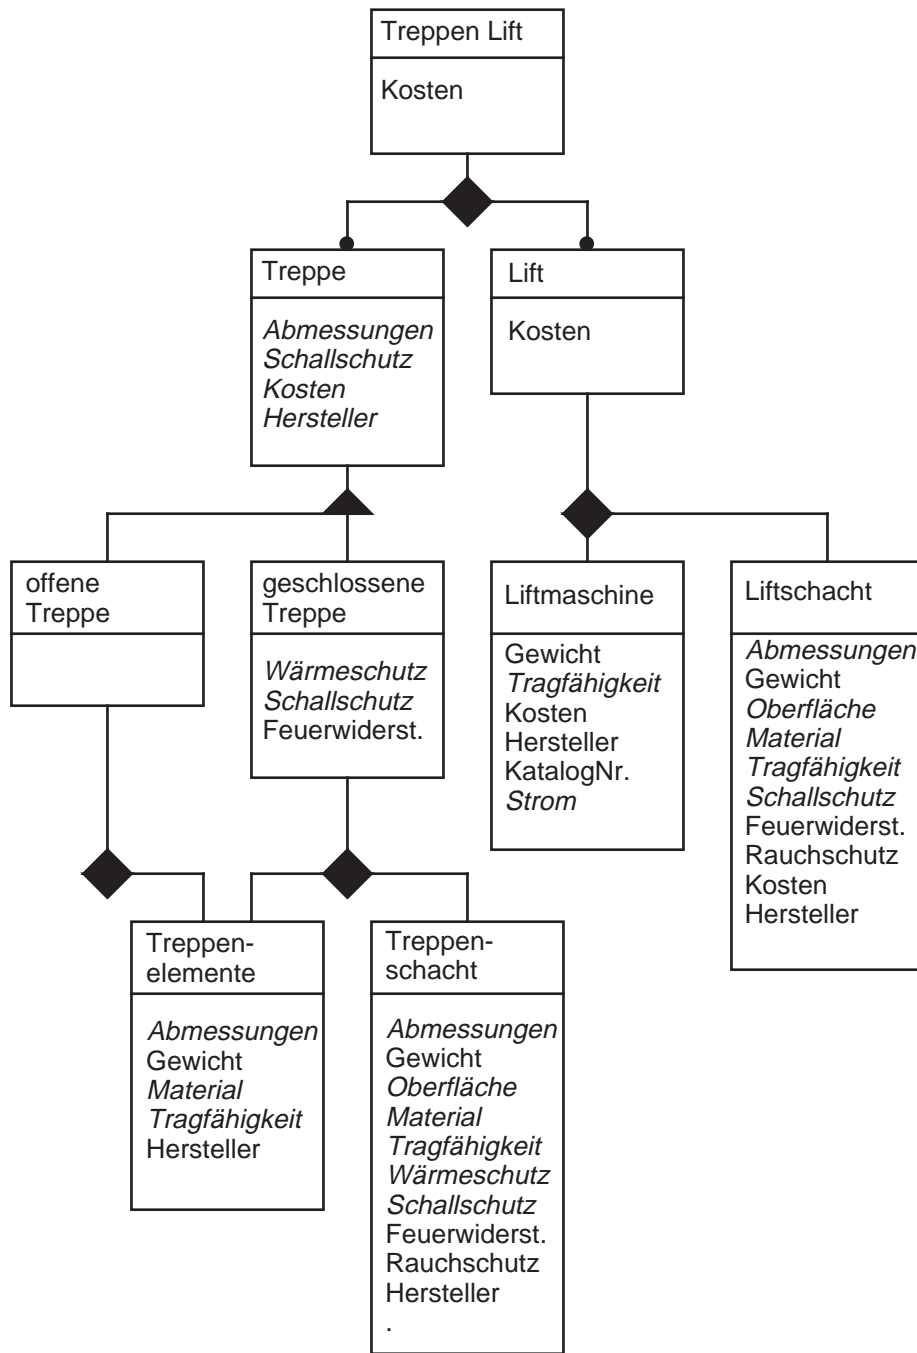 Treppen Lift
Kosten
Treppe
Abmessungen
Schallschutz
Kosten
Hersteller
Lift
Kosten
offene
Treppe
geschlossene
Treppe
Wärmeschutz
Schallschutz
Feuerwiderst.
Liftmaschine
Gewicht
Tragfähigkeit
Kosten
Hersteller
KatalogNr.
Strom
Liftschacht
Abmessungen
Gewicht
Oberfläche
Material
Tragfähigkeit
Schallschutz
Feuerwiderst.
Rauchschutz
Kosten
Hersteller
Treppen-
elemente
Abmessungen
Gewicht
Material
Tragfähigkeit
Hersteller
Treppen-
schacht
Abmessungen
Gewicht
Oberfläche
Material
Tragfähigkeit
Wärmeschutz
Schallschutz
Feuerwiderst.
Rauchschutz
Hersteller
.